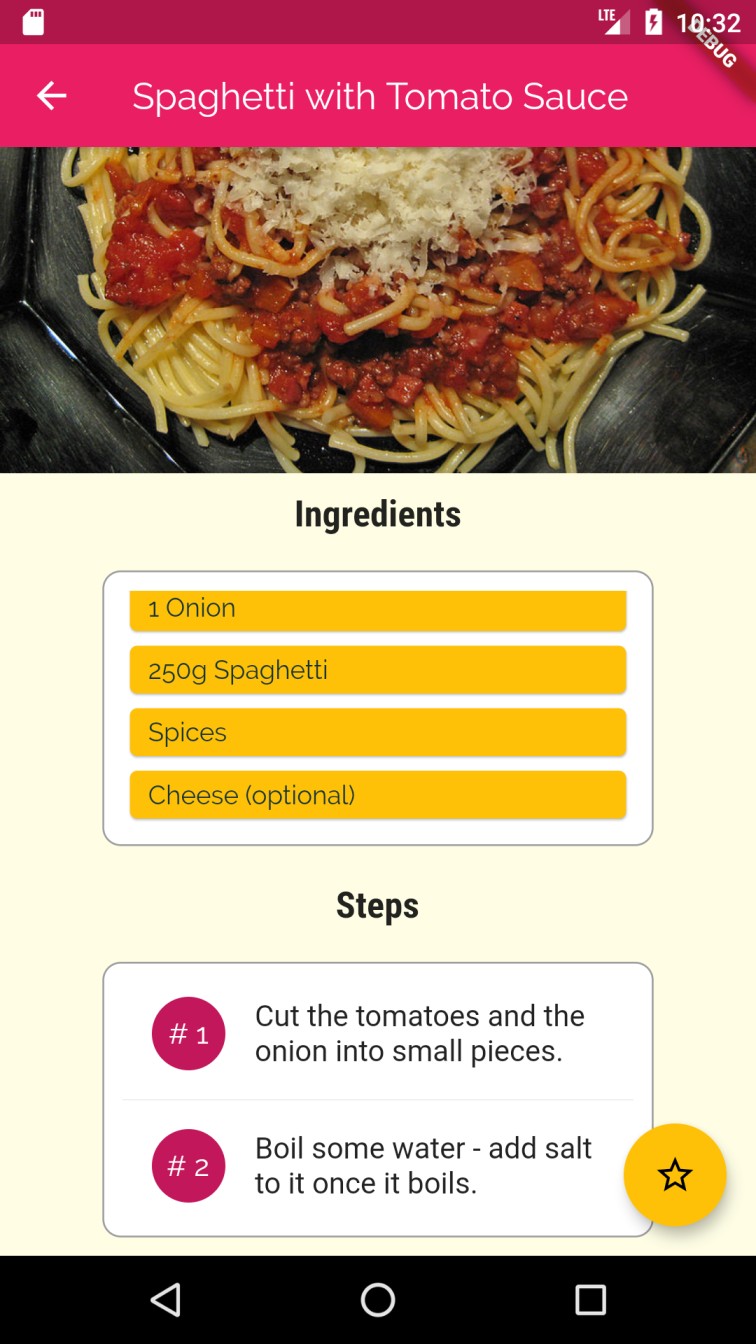 LTE
10:32
DEBUG
Spaghetti with Tomato Sauce
Ingredients
1 Onion
250g Spaghetti
Spices
Cheese (optional)
Steps
# 1
Cut the tomatoes and the
onion into small pieces.
# 2
Boil some water - add salt
to it once it boils.